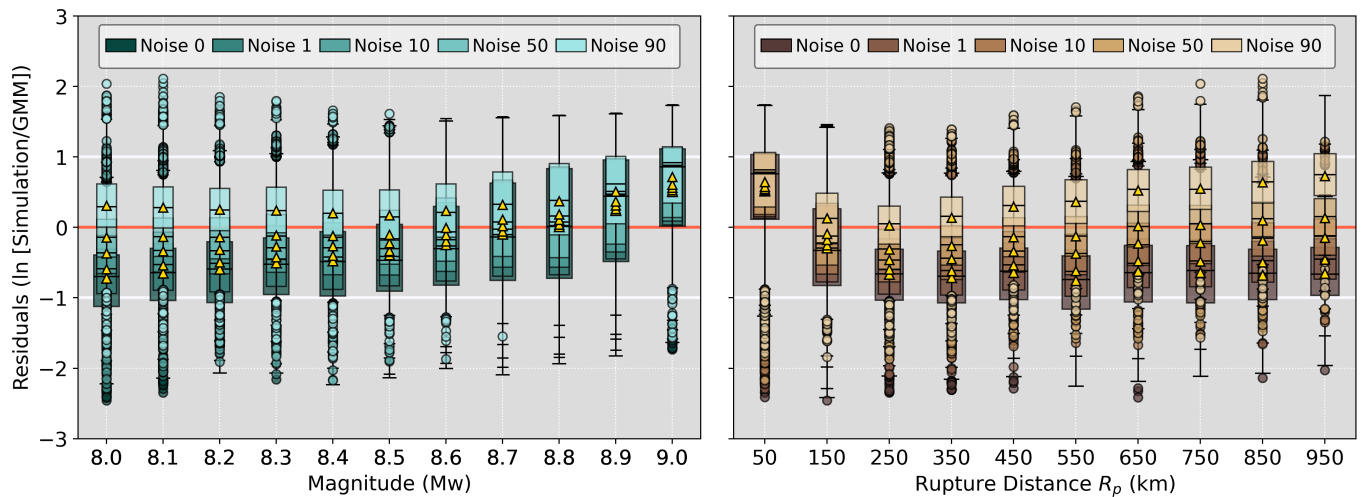 Noise 0 Noise 1 Noise 10 Noise 50 Noise 90
Residuals (ln [Simulation/GMM])
3
2
1
0
−1
−2
−3
8.0 8.1 8.2 8.3 8.4 8.5 8.6 8.7 8.8 8.9 9.0
Magnitude (Mw)
Noise 0 Noise 1 Noise 10 Noise 50 Noise 90
50 150 250 350 450 550 650 750 850 950
Rupture Distance Rₚ (km)